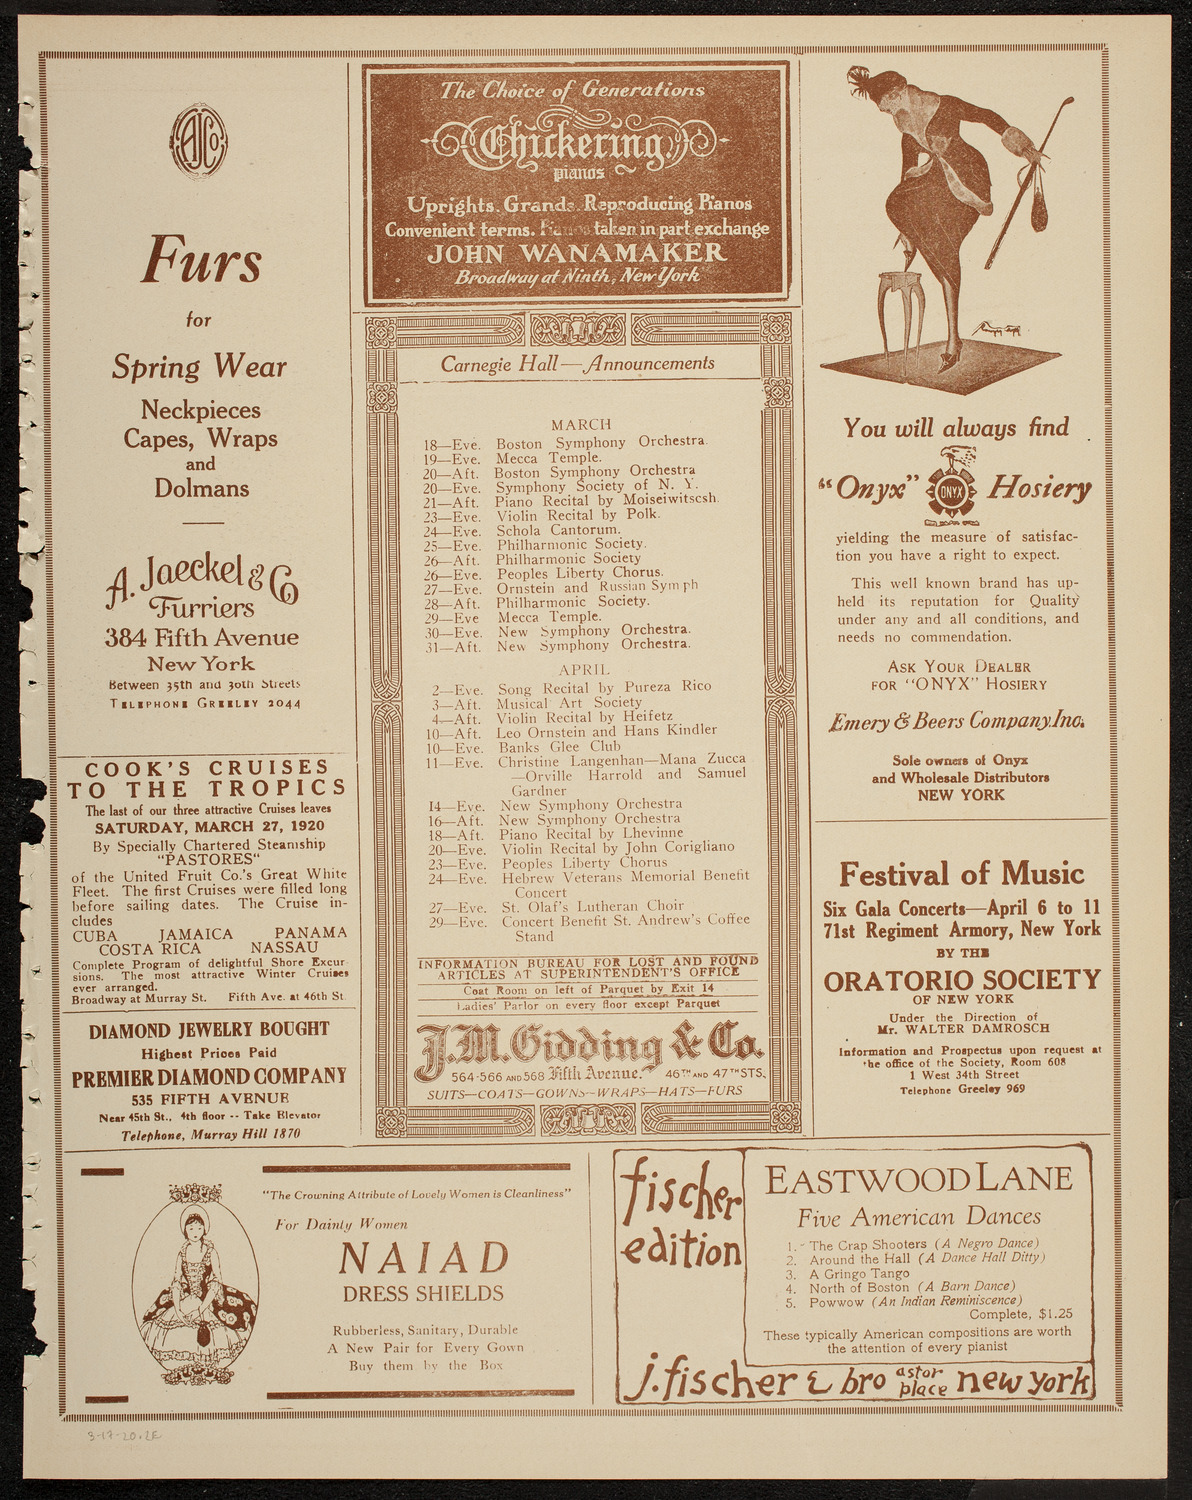 AJCo
Furs
for
Spring Wear
Neckpieces
Capes, Wraps
and
Dolmans
A. Jaeckel & Co
Furriers
384 Fifth Avenue
New York
Between 35th and 36th Streets
TELEPHONE GREELEY 2044
COOK'S CRUISES
TO THE TROPICS
The last of our three attractive Cruises leaves
SATURDAY, MARCH 27, 1920
By Specially Chartered Steamship
"PASTORES"
of the United Fruit Co.'s Great White
Fleet. The first Cruises were filled long
before sailing dates. The Cruise in-
cludes
CUBA JAMAICA PANAMA
COSTA RICA NASSAU
Complete Program of delightful Shore Excur
sions. The most attractive Winter Cruises
ever arranged.
Broadway at Murray St. Fifth Ave. at 46th St.
DIAMOND JEWELRY BOUGHT
Highest Prices Paid
PREMIER DIAMOND COMPANY
535 FIFTH AVENUE
Near 45th St., 4th floor -- Take Elevator
Telephone, Murray Hill 1870
The Choice of Generations
Chickering
pianos
Uprights. Grands. Reproducing Pianos
Convenient terms. Pianos taken in part exchange
JOHN WANAMAKER
Broadway at Ninth, New York
Carnegie Hall—Announcements
MARCH
18—Eve. Boston Symphony Orchestra.
19—Eve. Mecca Temple.
20—Aft. Boston Symphony Orchestra
20—Eve. Symphony Society of N. Y.
21—Aft. Piano Recital by Moiseiwitscsh.
23—Eve. Violin Recital by Polk.
24—Eve. Schola Cantorum.
25—Eve. Philharmonic Society.
26—Aft. Philharmonic Society
26—Eve. Peoples Liberty Chorus.
27—Eve. Ornstein and Russian Symph
28—Aft. Philharmonic Society.
29—Eve Mecca Temple.
30—Eve. New Symphony Orchestra.
31—Aft. New Symphony Orchestra.
APRIL
2—Eve. Song Recital by Pureza Rico
3—Aft. Musical Art Society
4—Aft. Violin Recital by Heifetz
10—Aft. Leo Ornstein and Hans Kindler
10—Eve. Banks Glee Club
11—Eve. Christine Langenhan—Mana Zucca
—Orville Harrold and Samuel
Gardner
14—Eve. New Symphony Orchestra
16—Aft. New Symphony Orchestra
18—Aft. Piano Recital by Lhevinne
20—Eve. Violin Recital by John Corigliano
23—Eve. Peoples Liberty Chorus
24—Eve. Hebrew Veterans Memorial Benefit
Concert
27—Eve. St. Olaf's Lutheran Choir
29—Eve. Concert Benefit St. Andrew's Coffee
Stand
INFORMATION BUREAU FOR LOST AND FOUND
ARTICLES AT SUPERINTENDENT'S OFFICE
Coat Room on left of Parquet by Exit 14
Ladies' Parlor on every floor except Parquet
J.M. Gidding & Co.
564-566 AND 568 Fifth Avenue. 46TH AND 47TH STS.
SUITS—COATS—GOWNS—WRAPS—HATS—FURS
You will always find
"Onyx" ONYX Hosiery
yielding the measure of satisfac-
tion you have a right to expect.
This well known brand has up-
held its reputation for Quality
under any and all conditions, and
needs no commendation.
ASK YOUR DEALER
FOR "ONYX" HOSIERY
Emery & Beers Company, Inc.
Sole owners of Onyx
and Wholesale Distributors
NEW YORK
Festival of Music
Six Gala Concerts—April 6 to 11
71st Regiment Armory, New York
BY THE
ORATORIO SOCIETY
OF NEW YORK
Under the Direction of
Mr. WALTER DAMROSCH
Information and Prospectus upon request at
the office of the Society, Room 608
1 West 34th Street
Telephone Greeley 969
"The Crowning Attribute of Lovely Women is Cleanliness"
For Dainty Women
NAIAD
DRESS SHIELDS
Rubberless, Sanitary, Durable
A New Pair for Every Gown
Buy them by the Box
fischer
edition
EASTWOOD LANE
Five American Dances
1. The Crap Shooters (A Negro Dance)
2. Around the Hall (A Dance Hall Ditty)
3. A Gringo Tango
4. North of Boston (A Barn Dance)
5. Powwow (An Indian Reminiscence)
Complete, $1.25
These typically American compositions are worth
the attention of every pianist
j. fischer & bro astor place new york
3-17-20.2E